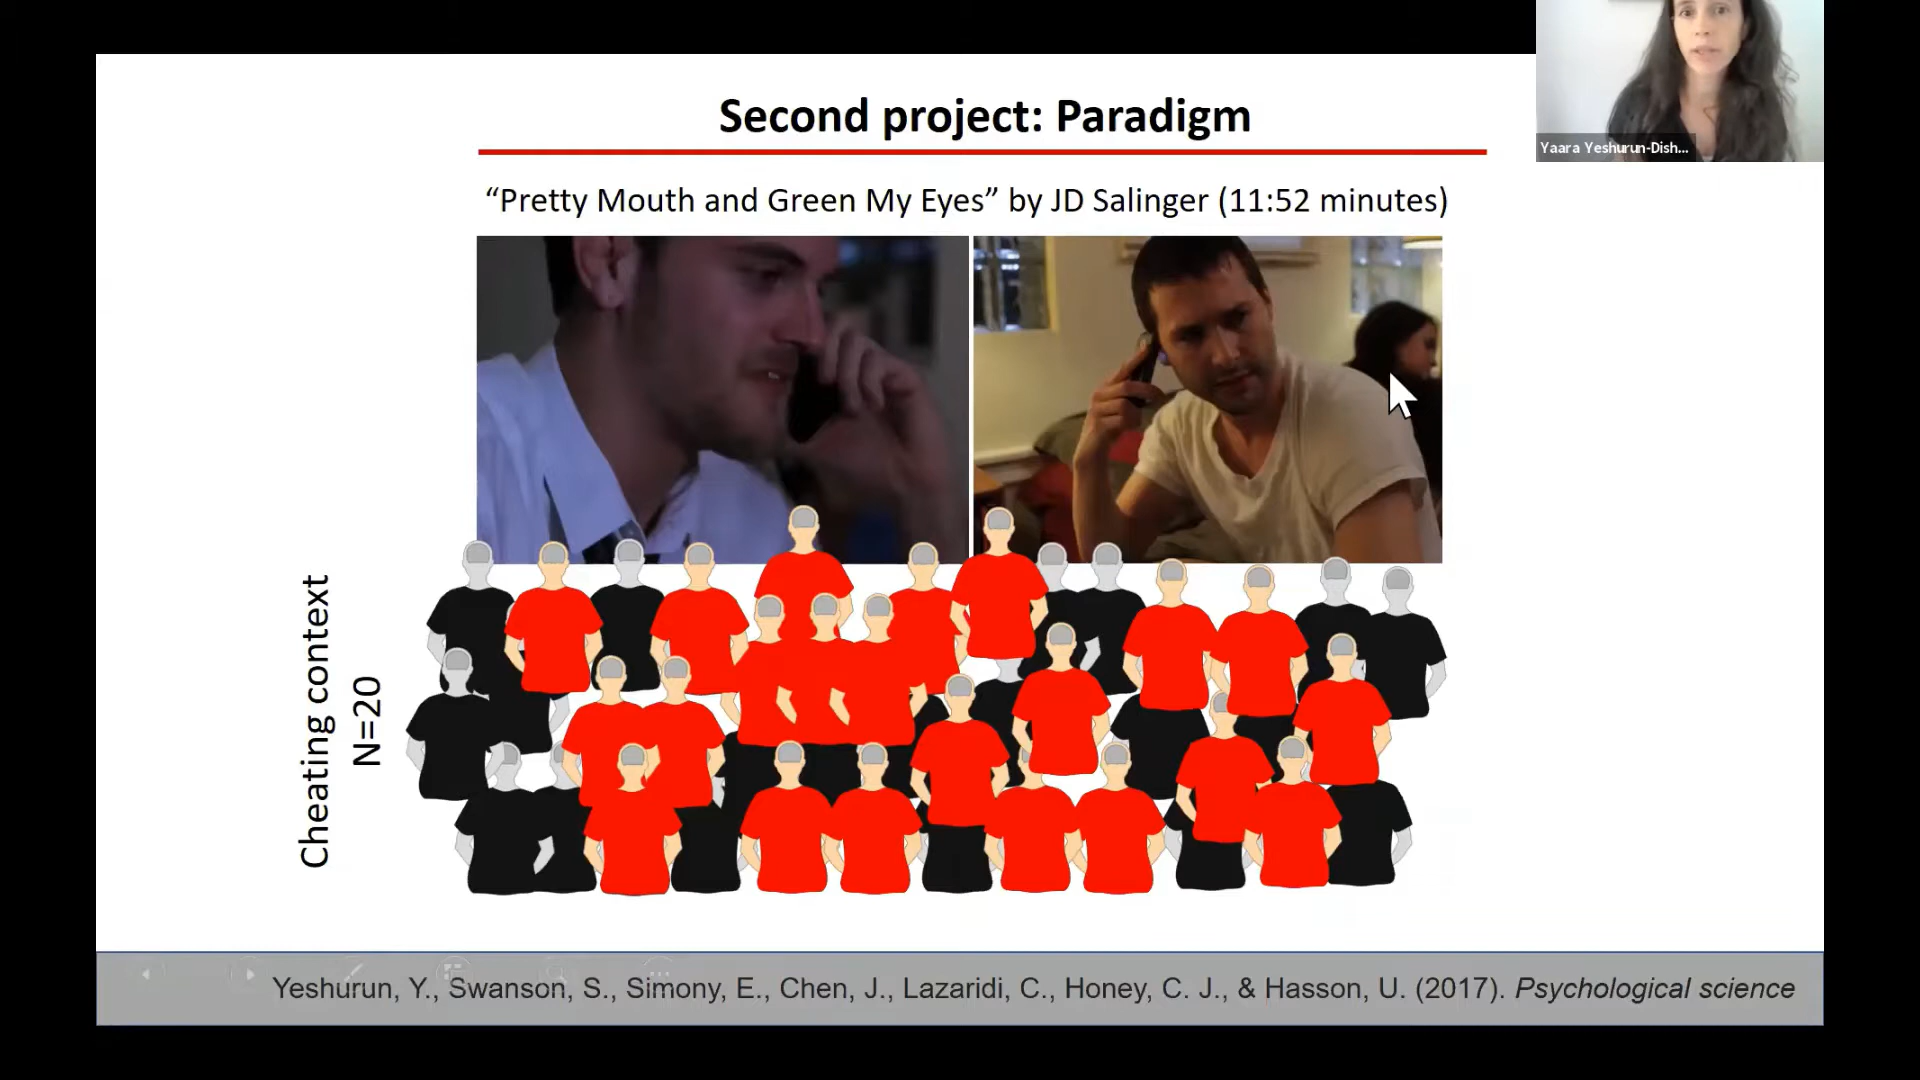 Second project: Paradigm
Yaara Yeshurun-Dish...
“Pretty Mouth and Green My Eyes” by JD Salinger (11:52 minutes)
Cheating context
N=20
Yeshurun, Y., Swanson, S., Simony, E., Chen, J., Lazaridi, C., Honey, C. J., & Hasson, U. (2017). Psychological science